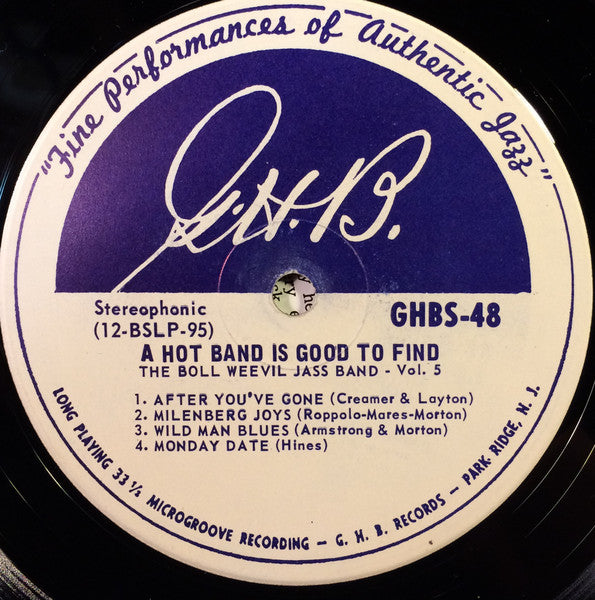 "Fine Performances of Authentic Jazz"
G.H.B.
Stereophonic
(12-BSLP-95)
GHBS-48
A HOT BAND IS GOOD TO FIND
THE BOLL WEEVIL JASS BAND - Vol. 5
1. AFTER YOU'VE GONE (Creamer & Layton)
2. MILENBERG JOYS (Roppolo-Mares-Morton)
3. WILD MAN BLUES (Armstrong & Morton)
4. MONDAY DATE (Hines)
LONG PLAYING 33 1/3 MICROGROOVE RECORDING — G. H. B. RECORDS — PARK RIDGE, N. J.